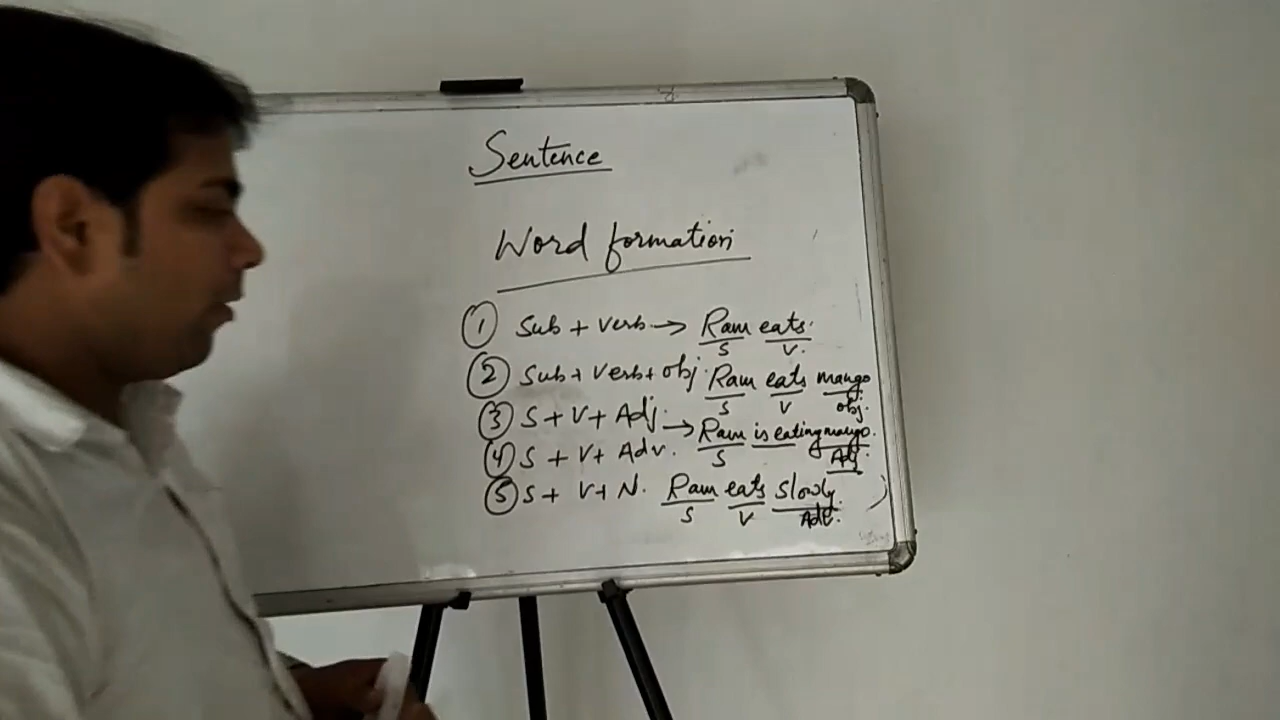 Sentence
Word formation
1 Sub + Verb → Ram eats.
S V.
2 Sub + Verb + obj. Ram eats mango
S V obj.
3 S + V + Adj. → Ram is eating mango.
S Adj.
4 S + V + Adv.
5 S + V + N. Ram eats slowly.
S V Adv.